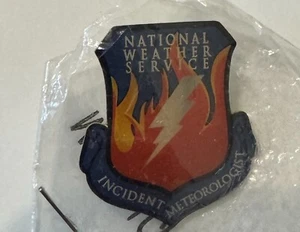 NATIONAL
WEATHER
SERVICE
INCIDENT METEOROLOGIST